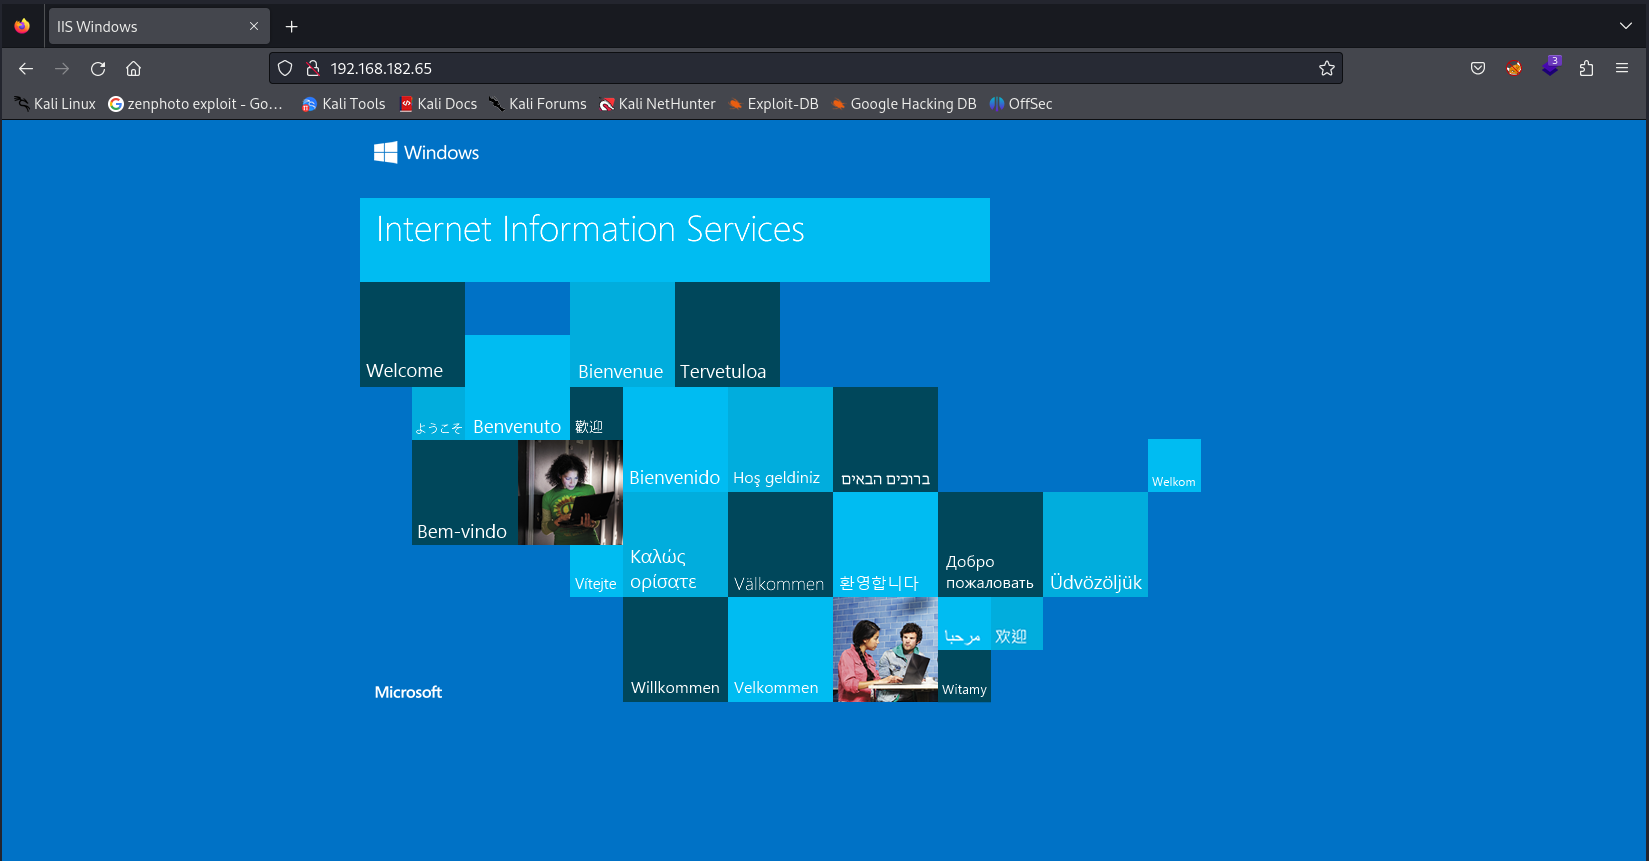 IIS Windows
192.168.182.65
3
Kali Linux
zenphoto exploit - Go…
Kali Tools
Kali Docs
Kali Forums
Kali NetHunter
Exploit-DB
Google Hacking DB
OffSec
Windows
Internet Information Services
Welcome
Bienvenue
Tervetuloa
ようこそ
Benvenuto
歡迎
Bienvenido
Hoş geldiniz
ברוכים הבאים
Welkom
Bem-vindo
Vítejte
Καλώς
ορίσατε
Välkommen
환영합니다
Добро
пожаловать
Üdvözöljük
مرحبا
欢迎
Microsoft
Willkommen
Velkommen
Witamy